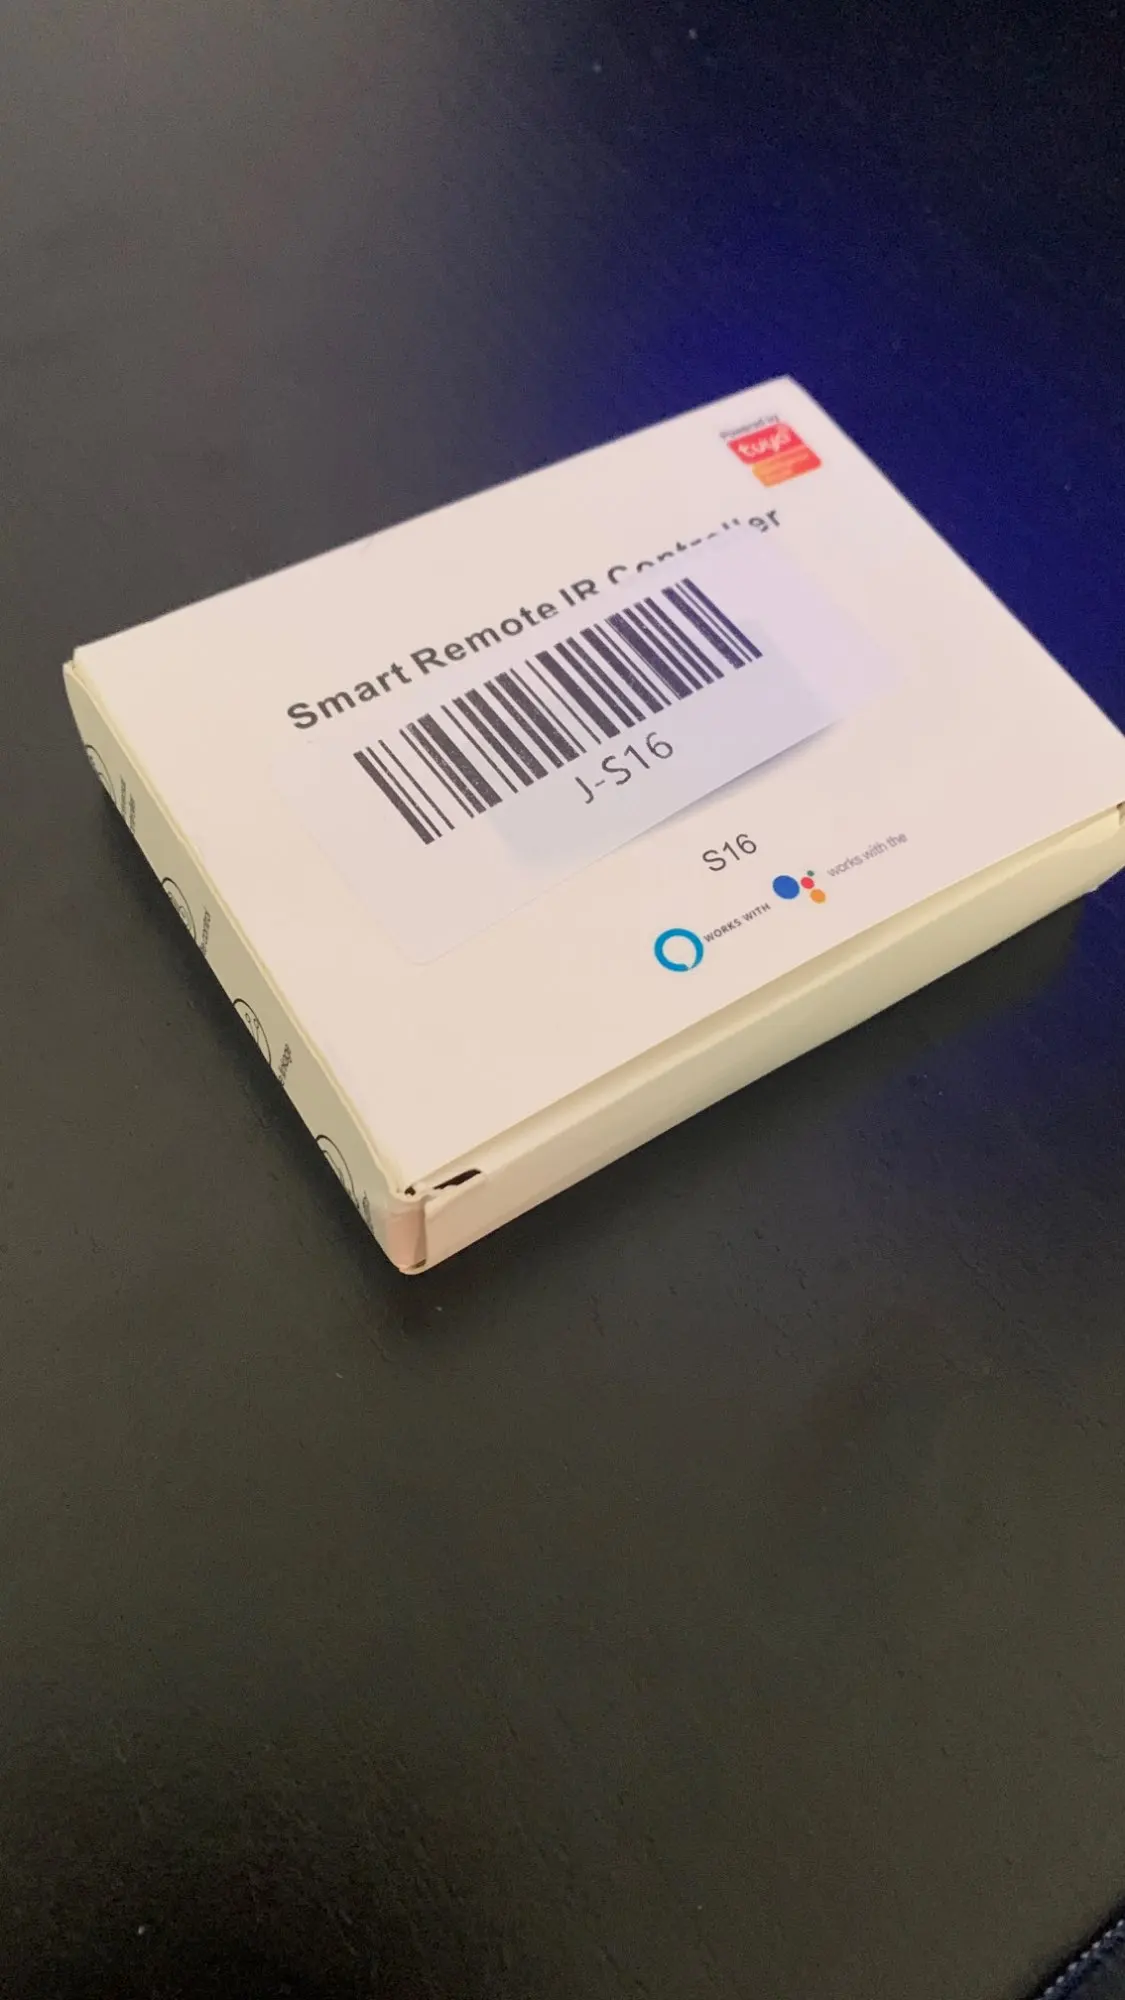 Powered by
tuya
Smart Remote IR Controller
J-S16
S16
WORKS WITH
works with the